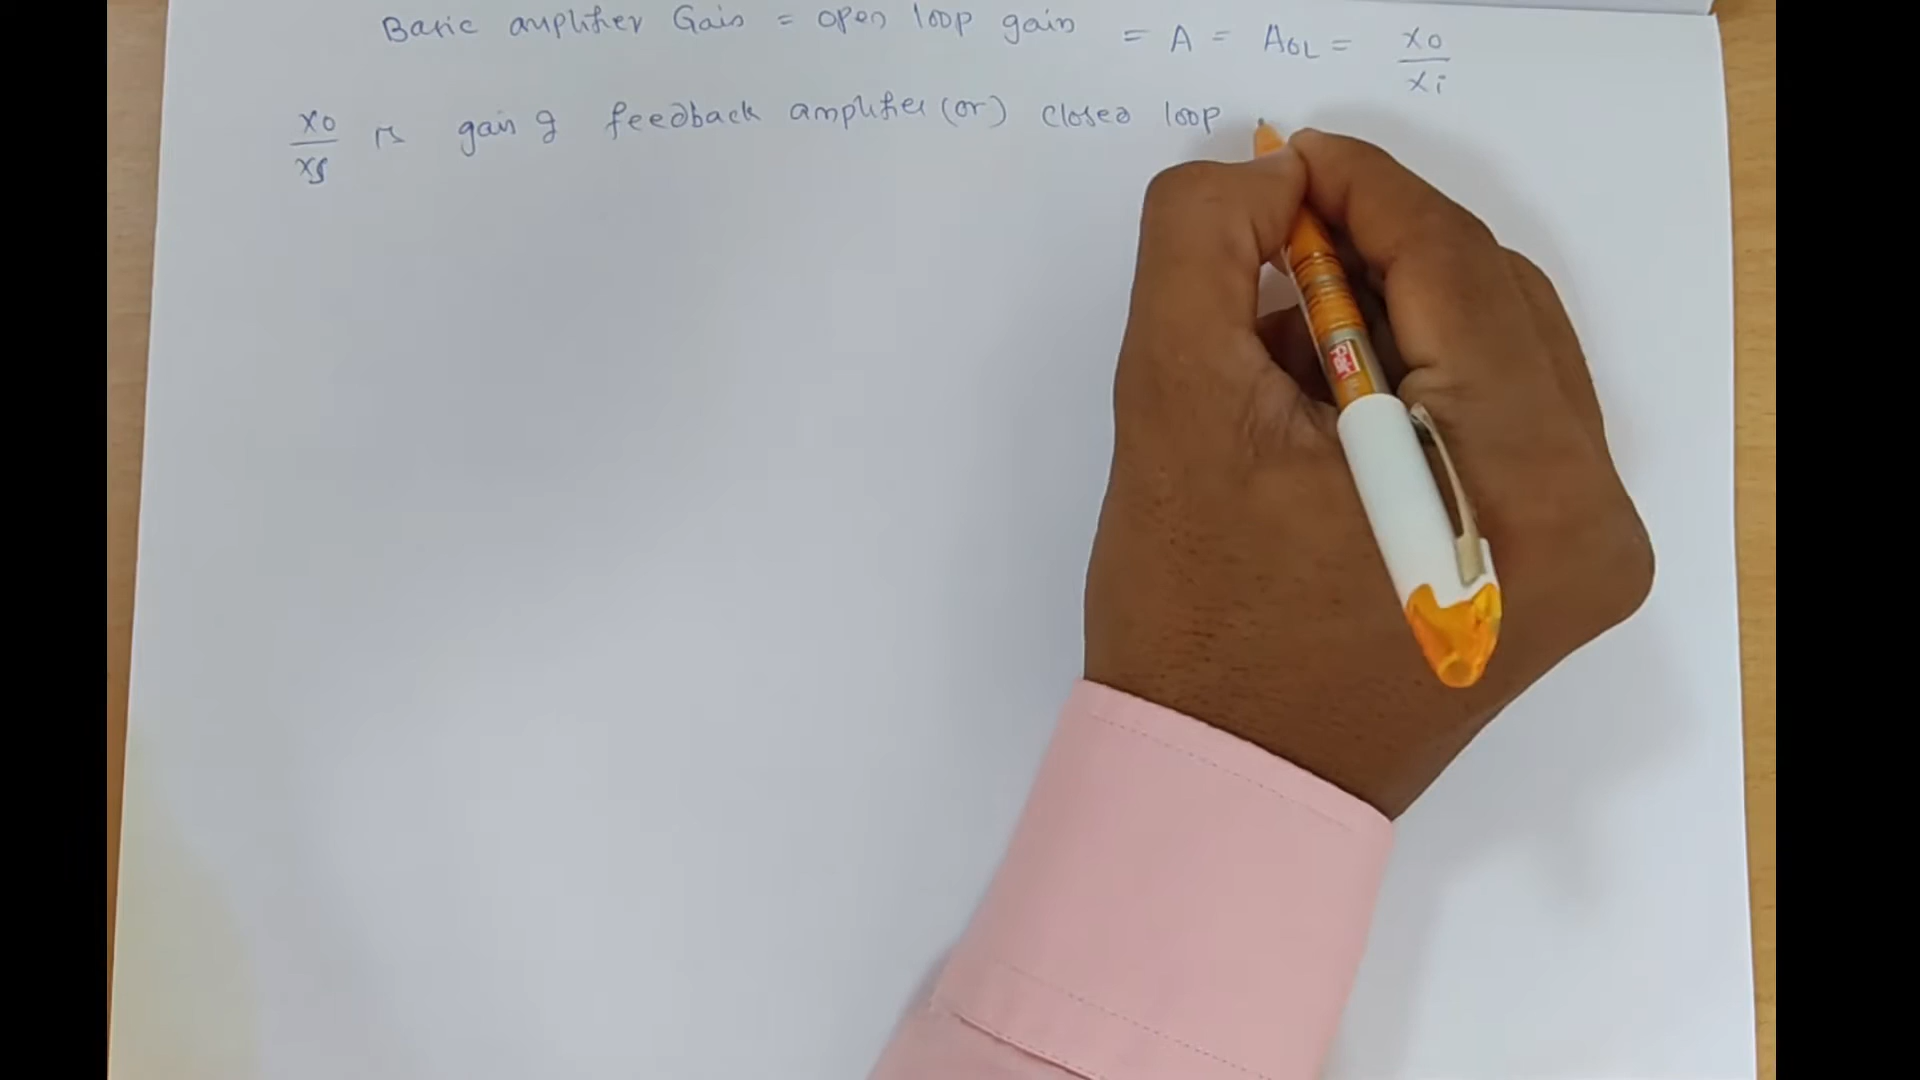 Basic amplifier Gain = open loop gain = A = AOL = xo/xi
xo/xs is gain of feedback amplifier (or) closed loop